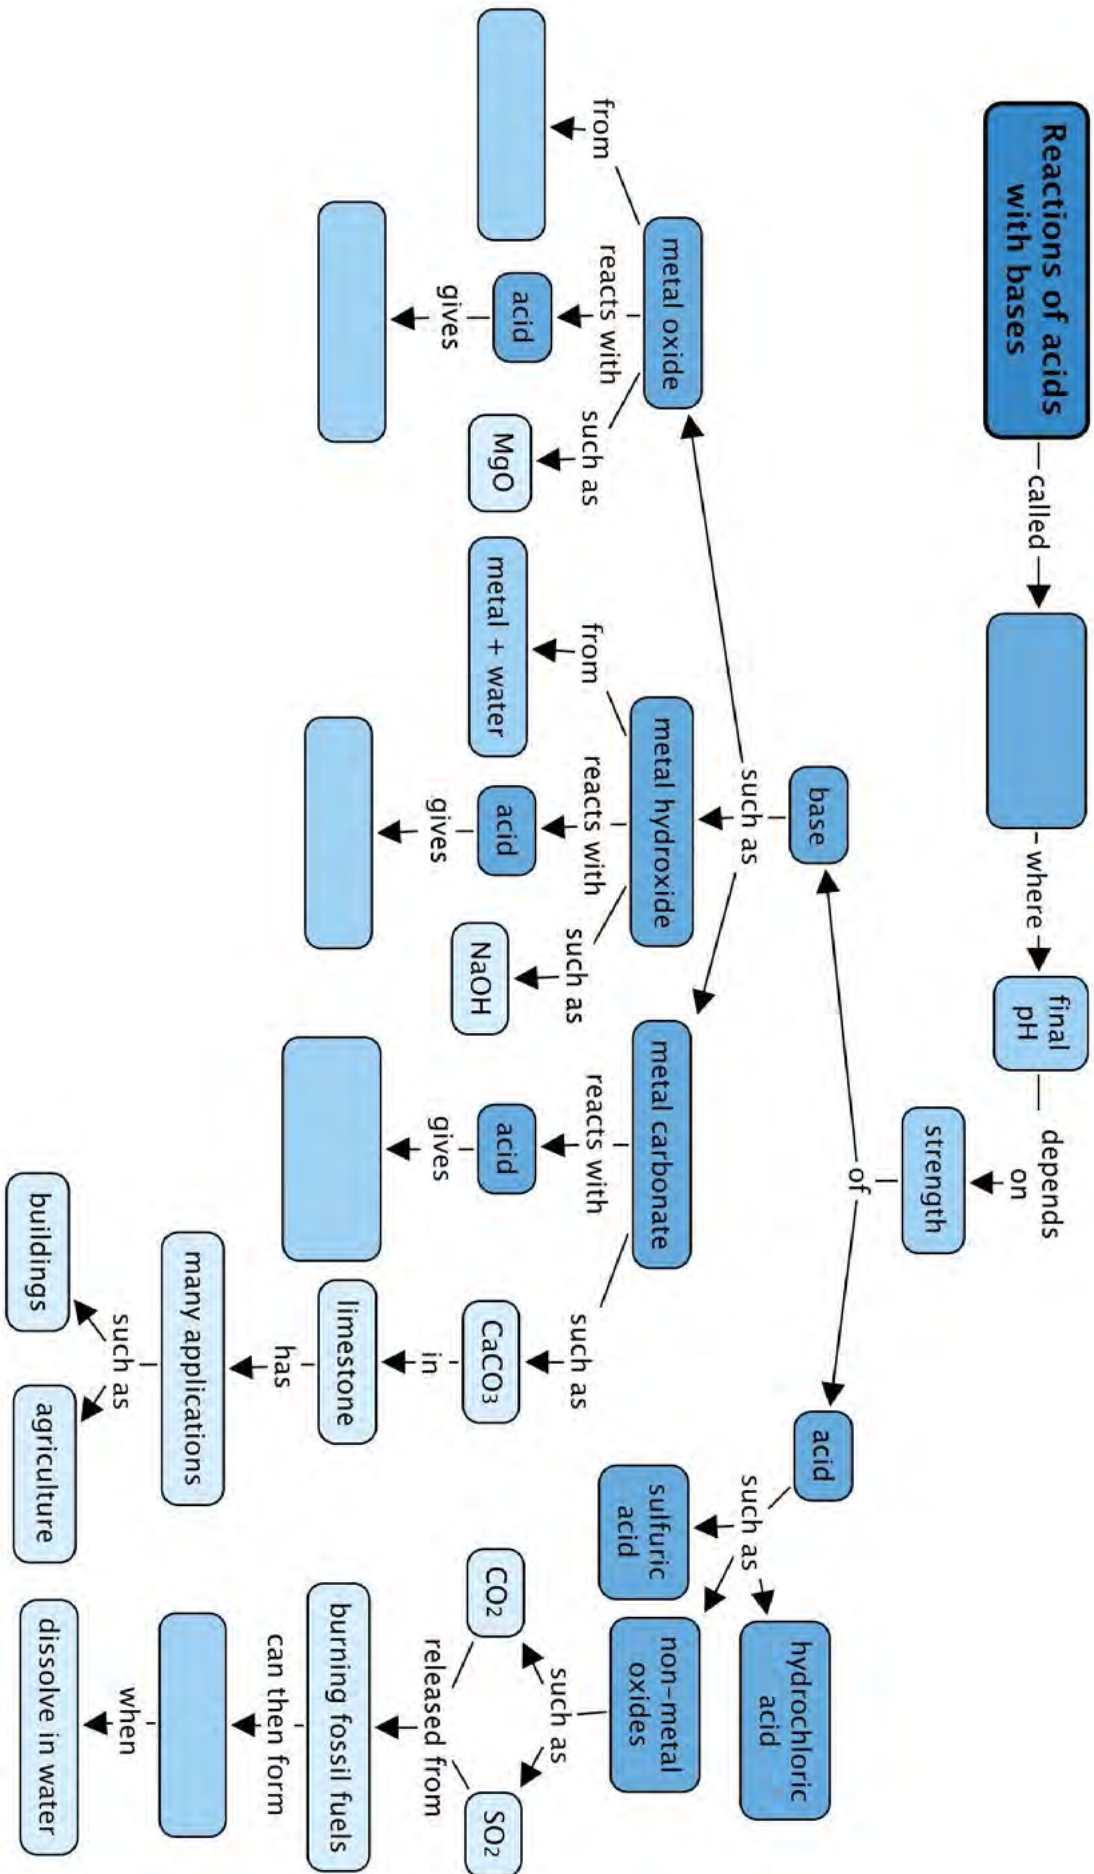 Reactions of acids
with bases
called
where
final
pH
depends
on
strength
of
base
acid
such as
such as
metal oxide
metal hydroxide
metal carbonate
sulfuric
acid
non-metal
oxides
hydrochloric
acid
from
reacts with
such as
from
reacts with
such as
reacts with
such as
such as
acid
MgO
metal + water
acid
NaOH
acid
CaCO3
CO2
SO2
gives
gives
gives
in
released from
limestone
burning fossil fuels
has
can then form
many applications
such as
when
buildings
agriculture
dissolve in water